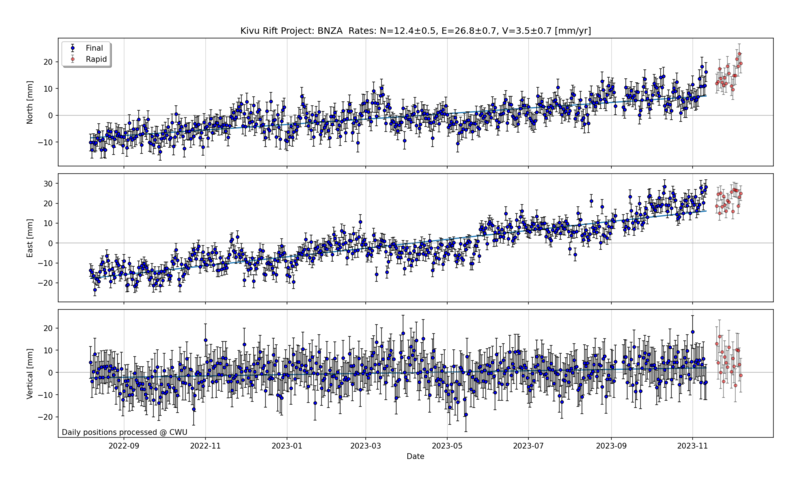 Kivu Rift Project: BNZA Rates: N=12.4±0.5, E=26.8±0.7, V=3.5±0.7 [mm/yr]
Final
Rapid
North [mm]
20
10
0
−10
East [mm]
30
20
10
0
−10
−20
Vertical [mm]
20
10
0
−10
−20
Daily positions processed @ CWU
2022-09 2022-11 2023-01 2023-03 2023-05 2023-07 2023-09 2023-11
Date